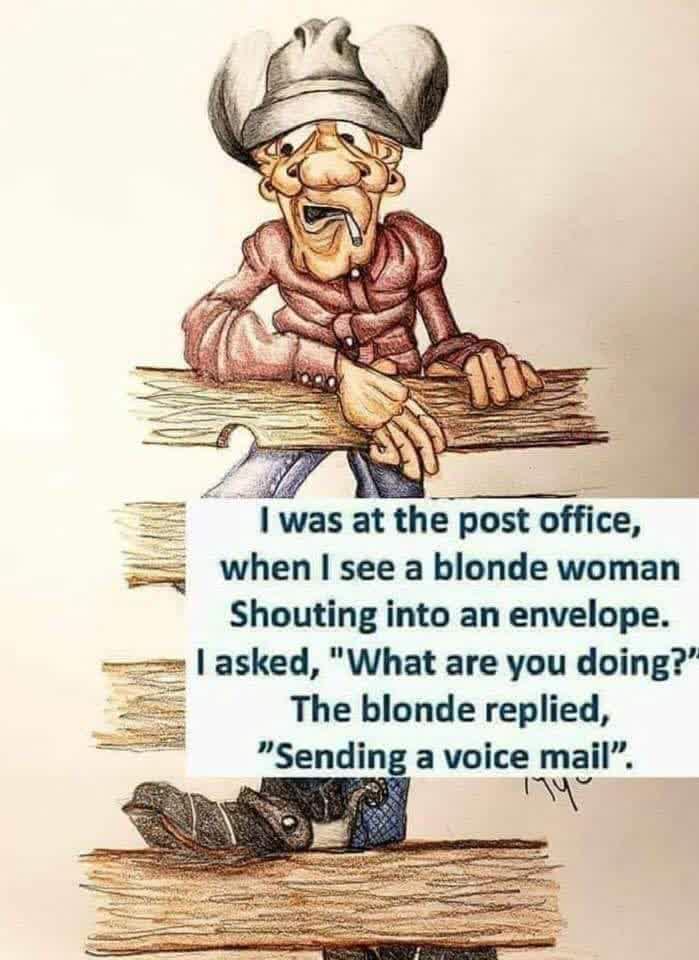 I was at the post office,
when I see a blonde woman
Shouting into an envelope.
I asked, "What are you doing?”
The blonde replied,
”Sending a voice mail”.